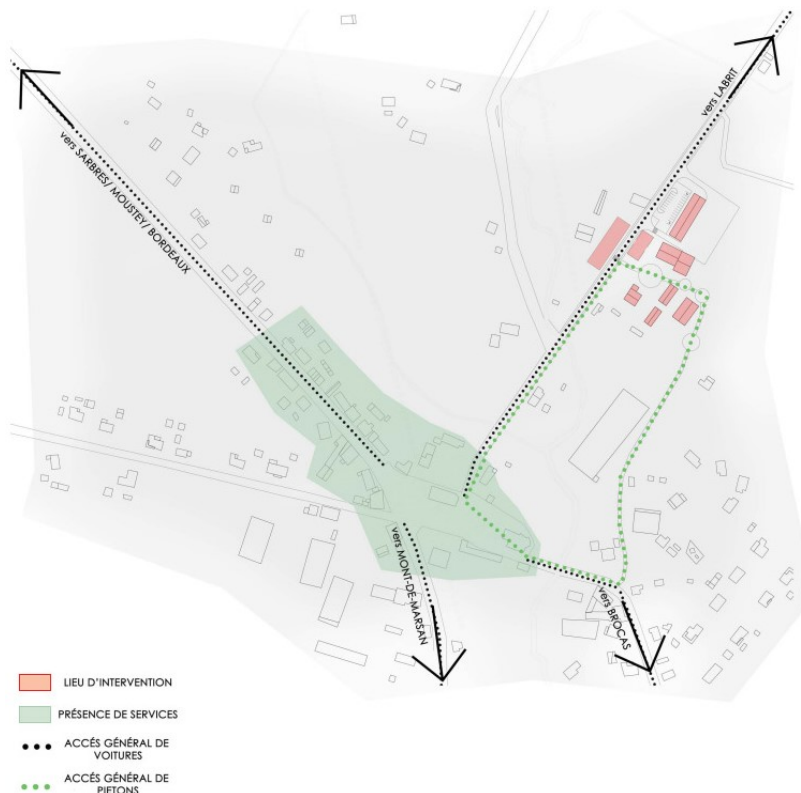 vers LABRIT
vers SARBRES/ MOUSTEY/ BORDEAUX
vers MONT-DE-MARSAN
vers BROCAS
LIEU D'INTERVENTION
PRÉSENCE DE SERVICES
ACCÉS GÉNÉRAL DE
VOITURES
ACCÉS GÉNÉRAL DE
PIETONS